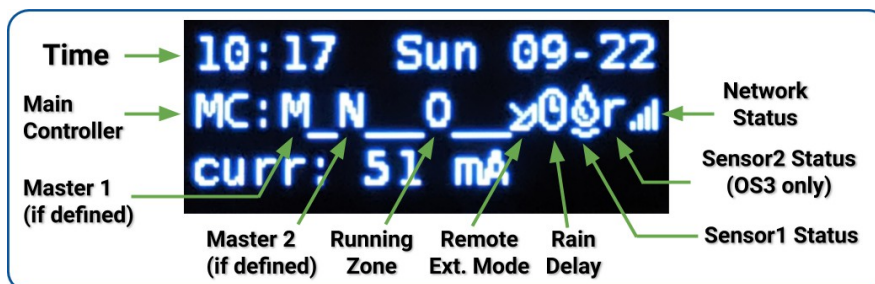 Time
10:17 Sun 09-22
Main
Controller
MC:M_N___O__r
Network
Status
curr: 51 mA
Master 1
(if defined)
Master 2
(if defined)
Running
Zone
Remote
Ext. Mode
Rain
Delay
Sensor2 Status
(OS3 only)
Sensor1 Status